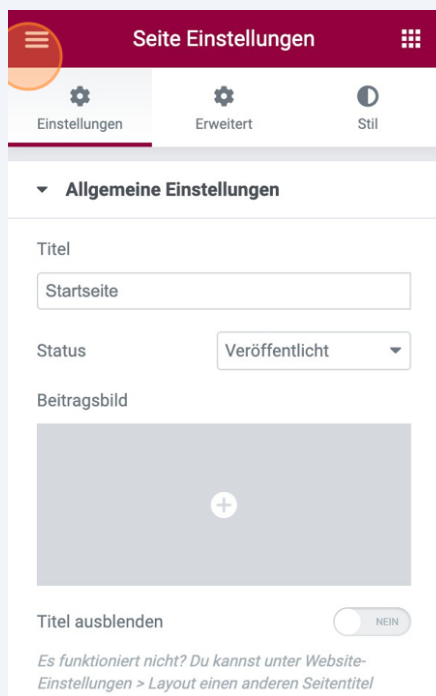 Seite Einstellungen
Einstellungen
Erweitert
Stil
Allgemeine Einstellungen
Titel
Startseite
Status
Veröffentlicht
Beitragsbild
Titel ausblenden
NEIN
Es funktioniert nicht? Du kannst unter Website-
Einstellungen > Layout einen anderen Seitentitel